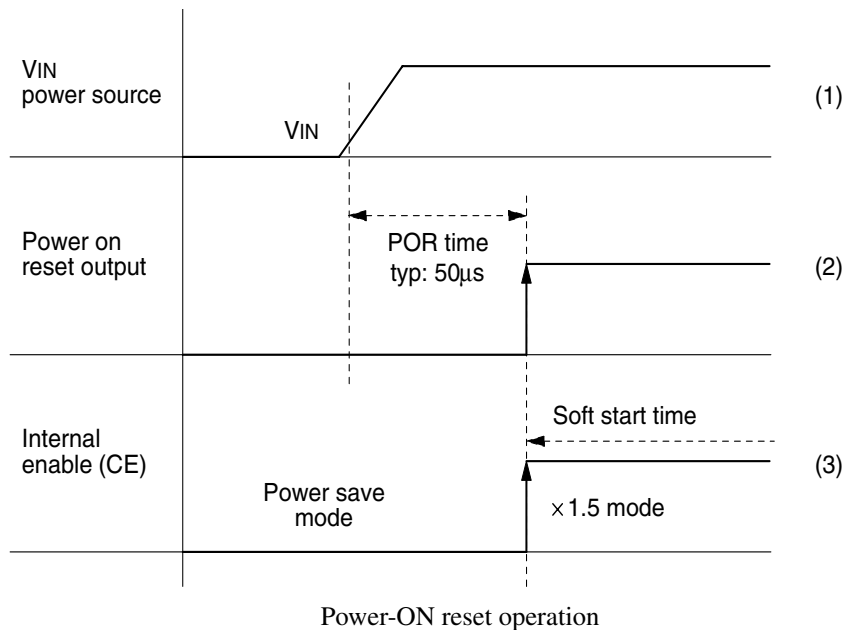 VIN
power source
VIN
(1)
Power on
reset output
POR time
typ: 50μs
(2)
Internal
enable (CE)
Power save
mode
Soft start time
×1.5 mode
(3)
Power-ON reset operation